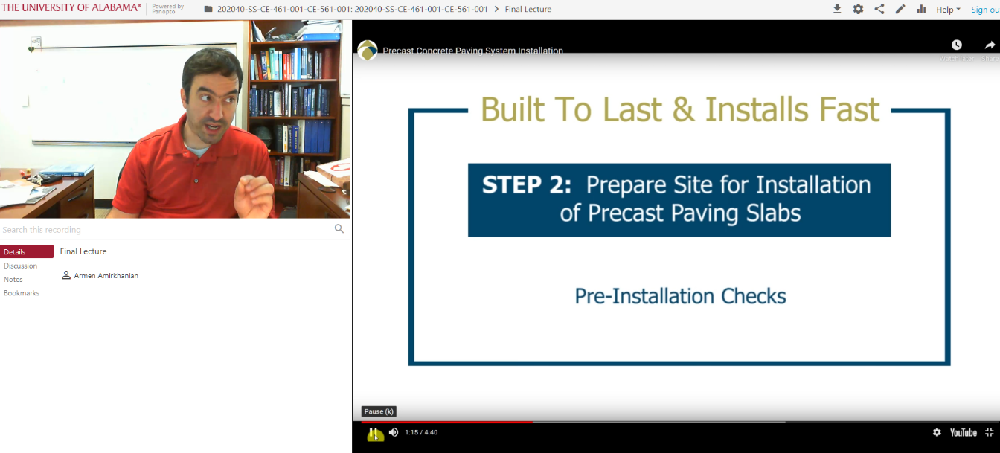 THE UNIVERSITY OF ALABAMA®
Powered by
Panopto
202040-SS-CE-461-001-CE-561-001: 202040-SS-CE-461-001-CE-561-001 > Final Lecture
Help
Sign ou
Precast Concrete Paving System Installation
Built To Last & Installs Fast
STEP 2: Prepare Site for Installation
of Precast Paving Slabs
Pre-Installation Checks
Pause (k)
1:15 / 4:40
YouTube
Search this recording
Details
Final Lecture
Discussion
Armen Amirkhanian
Notes
Bookmarks